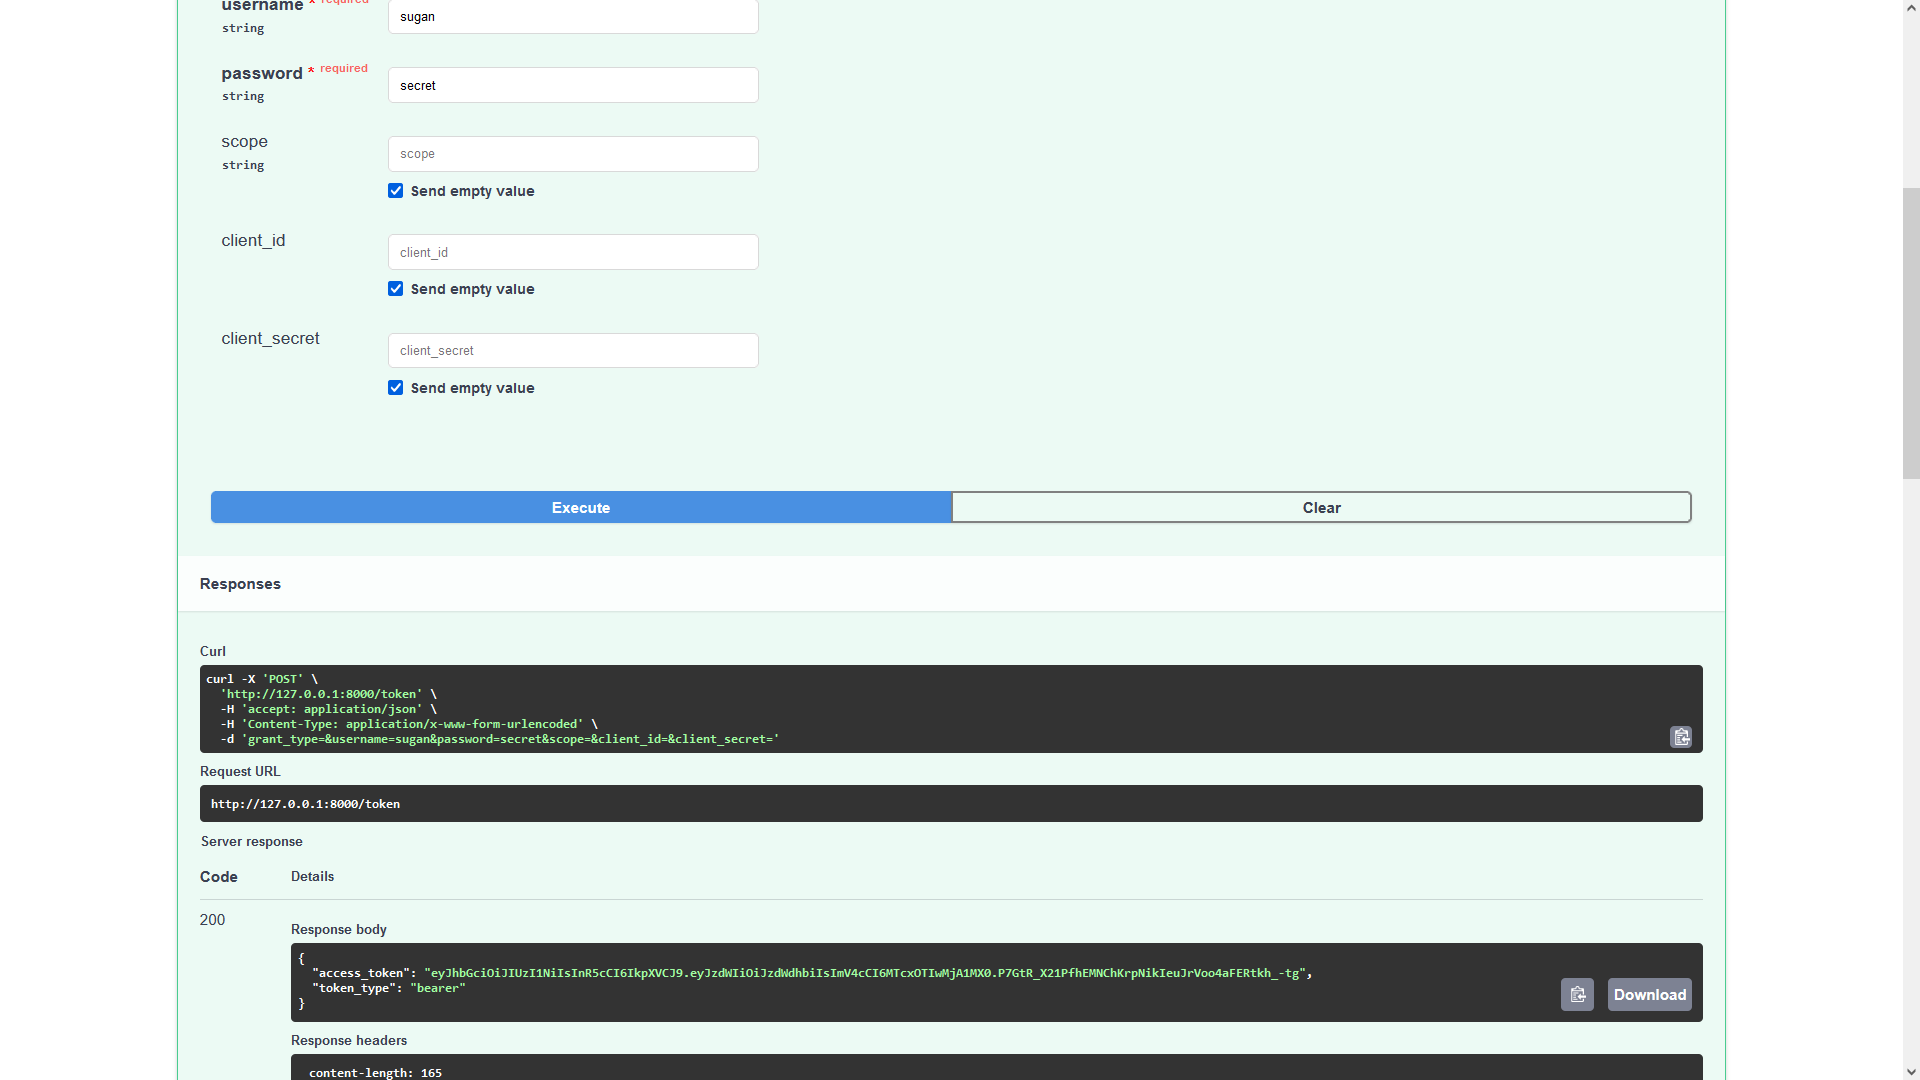 username * required
sugan
string
password * required
secret
string
scope
scope
string
Send empty value
client_id
client_id
Send empty value
client_secret
client_secret
Send empty value
Execute
Clear
Responses
Curl
curl -X 'POST' \
'http://127.0.0.1:8000/token' \
-H 'accept: application/json' \
-H 'Content-Type: application/x-www-form-urlencoded' \
-d 'grant_type=&username=sugan&password=secret&scope=&client_id=&client_secret='
Request URL
http://127.0.0.1:8000/token
Server response
Code Details
200
Response body
{
"access_token": "eyJhbGciOiJIUzI1NiIsInR5cCI6IkpXVCJ9.eyJzdWIiOiJzdWdhbiIsImV4cCI6MTcxOTIwMjA1MX0.P7GtR_X21PfhEMNChKrpNikIeuJrVoo4aFERtkh_-tg",
"token_type": "bearer"
}
Download
Response headers
content-length: 165